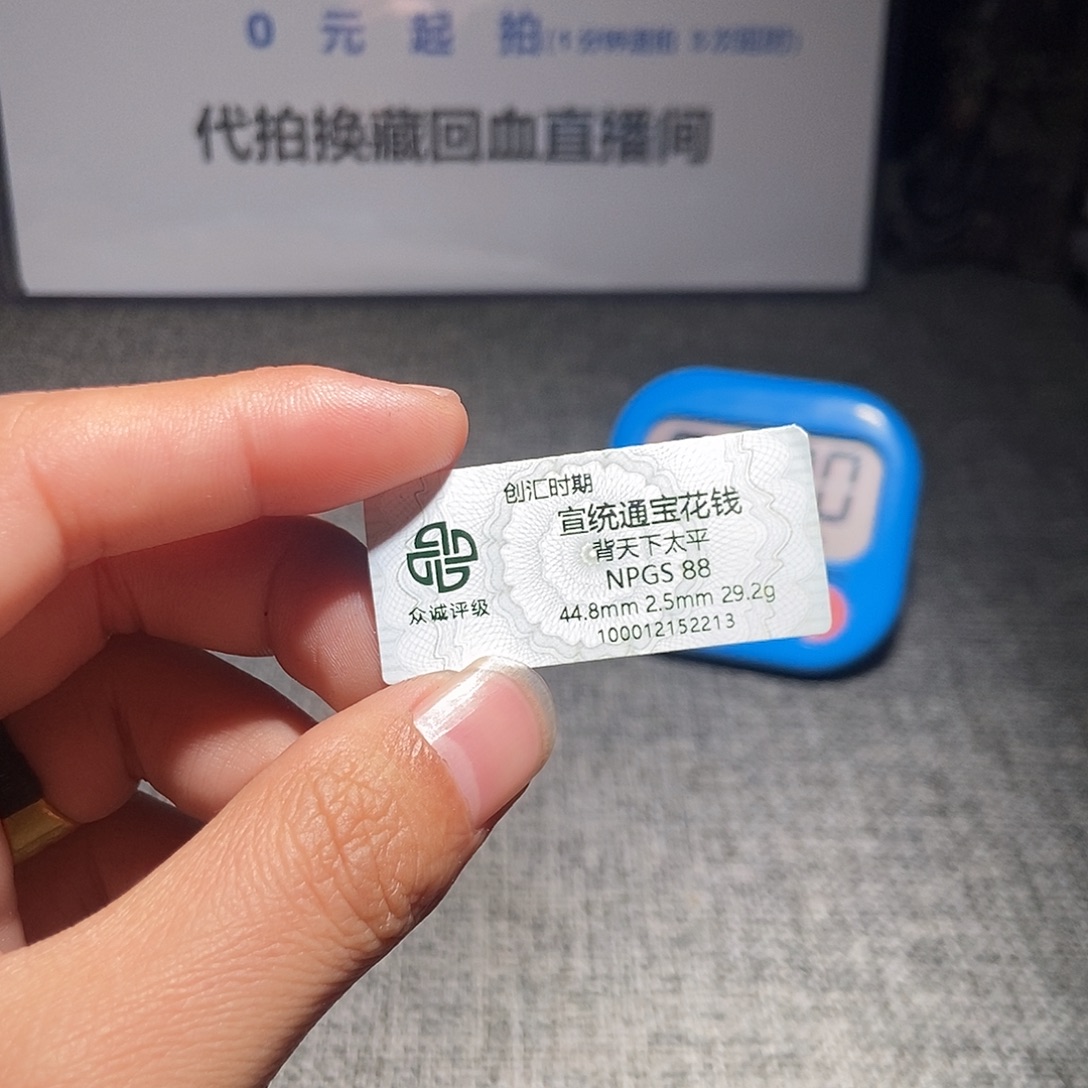 0 元 起 拍
代拍换藏回血直播间
创汇时期
宣统通宝花钱
背天下太平
NPGS 88
44.8mm 2.5mm 29.2g
100012152213
众诚评级